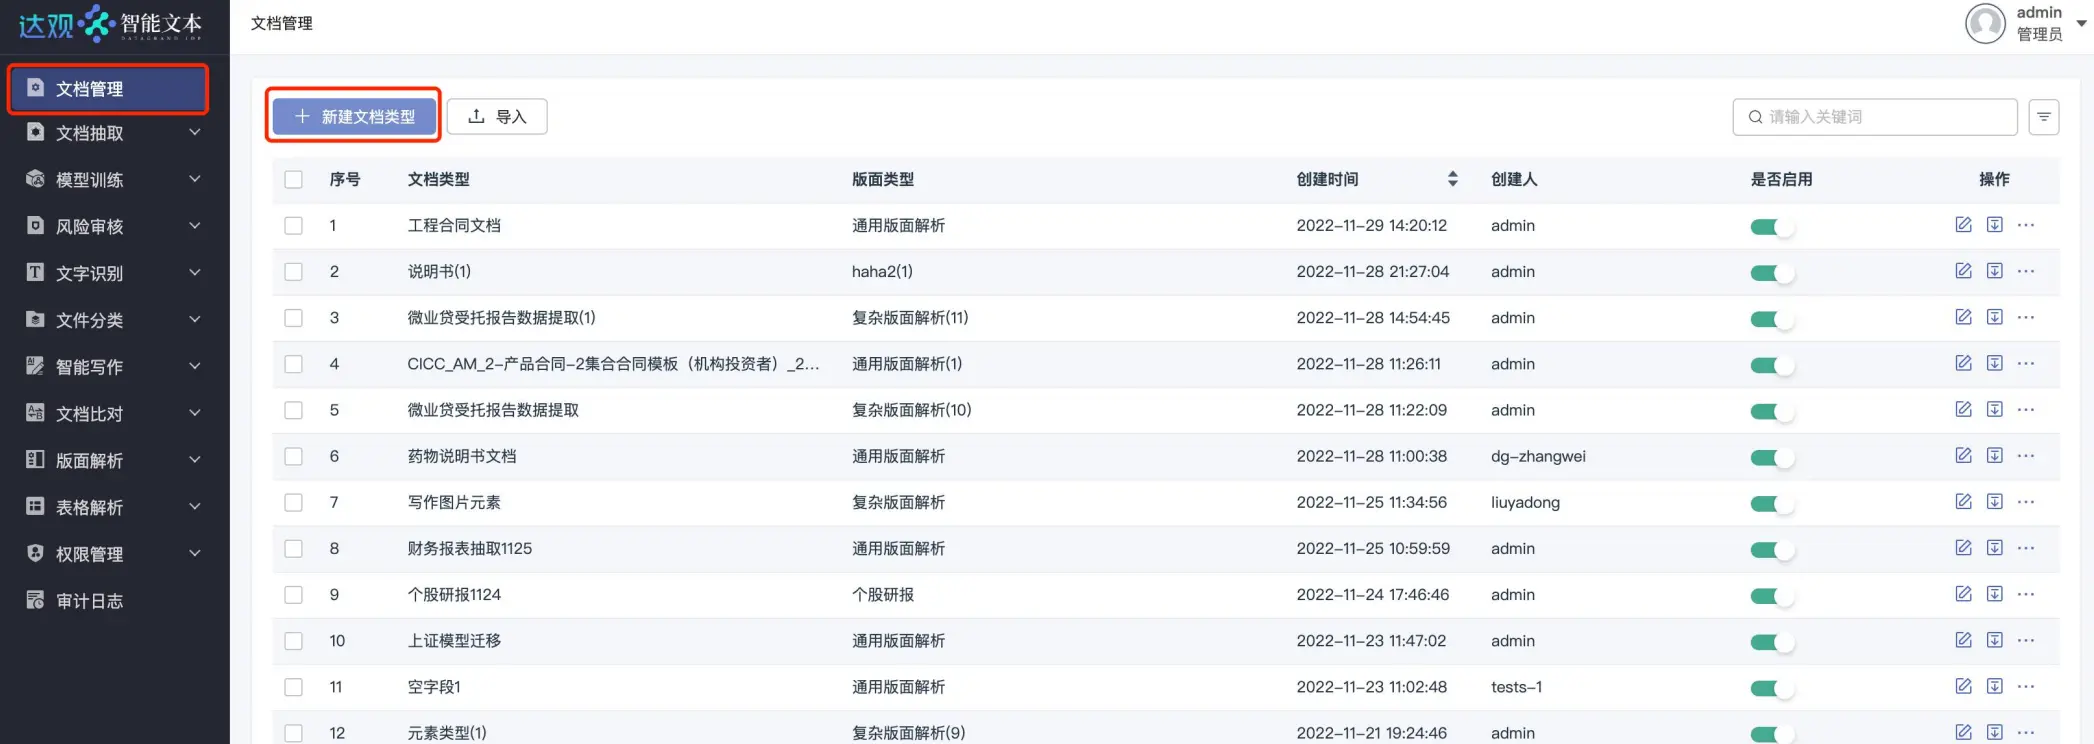 达观 智能文本
DATAGRAND IDP
文档管理
admin
管理员
文档管理
文档抽取
模型训练
风险审核
文字识别
文件分类
智能写作
文档比对
版面解析
表格解析
权限管理
审计日志
新建文档类型 导入 请输入关键词
序号 文档类型 版面类型 创建时间 创建人 是否启用 操作
1 工程合同文档 通用版面解析 2022-11-29 14:20:12 admin
2 说明书(1) haha2(1) 2022-11-28 21:27:04 admin
3 微业贷受托报告数据提取(1) 复杂版面解析(11) 2022-11-28 14:54:45 admin
4 CICC_AM_2-产品合同-2集合合同模板（机构投资者）_2... 通用版面解析(1) 2022-11-28 11:26:11 admin
5 微业贷受托报告数据提取 复杂版面解析(10) 2022-11-28 11:22:09 admin
6 药物说明书文档 通用版面解析 2022-11-28 11:00:38 dg-zhangwei
7 写作图片元素 复杂版面解析 2022-11-25 11:34:56 liuyadong
8 财务报表抽取1125 通用版面解析 2022-11-25 10:59:59 admin
9 个股研报1124 个股研报 2022-11-24 17:46:46 admin
10 上证模型迁移 通用版面解析 2022-11-23 11:47:02 admin
11 空字段1 通用版面解析 2022-11-23 11:02:48 tests-1
12 元素类型(1) 复杂版面解析(9) 2022-11-21 19:24:46 admin